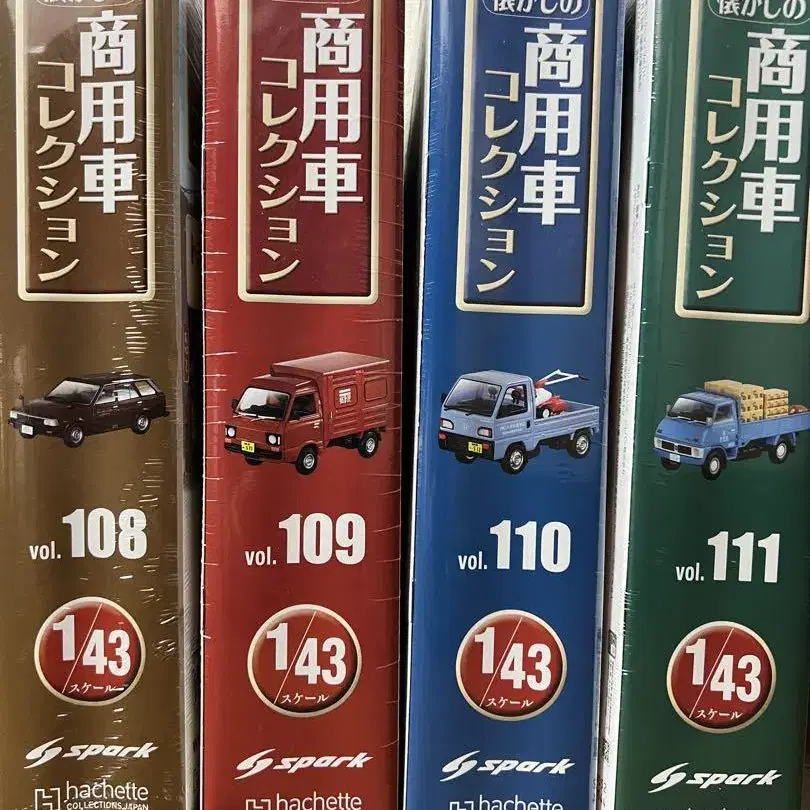 商用車
コレクション
vol.108
1/43
スケール
spark
hachette
COLLECTIONS JAPAN
商用車
コレクション
vol.109
1/43
スケール
spark
hachette
懐かしの
商用車
コレクション
vol.110
1/43
スケール
spark
hachette
懐かしの
商用車
コレクション
vol.111
1/43
スケール
spark